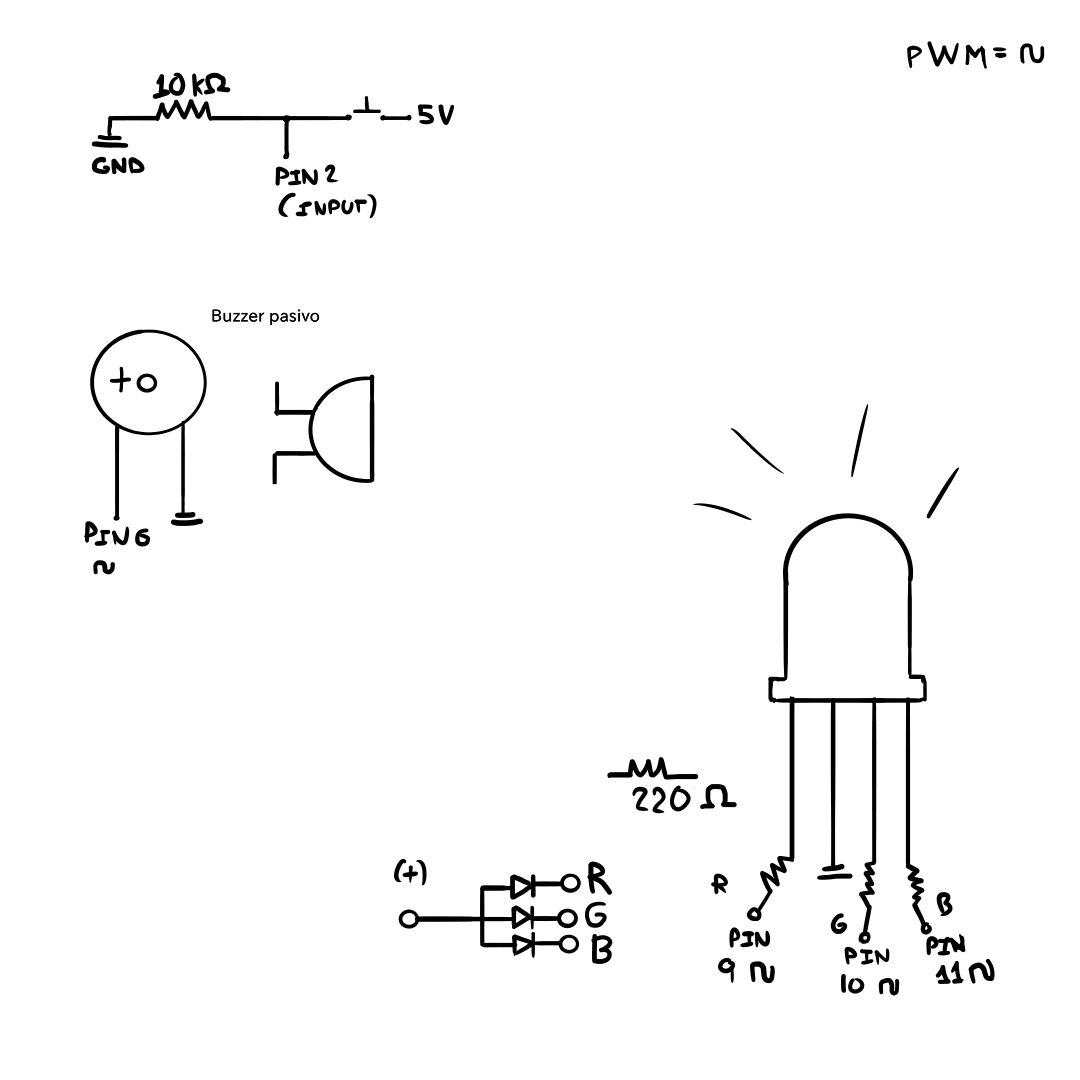 PWM = ~
10 kΩ
5V
GND
PIN 2
(INPUT)
Buzzer pasivo
+
PIN 6
~
220 Ω
(+)
R
G
B
R
G
B
PIN
9 ~
PIN
10 ~
PIN
11 ~